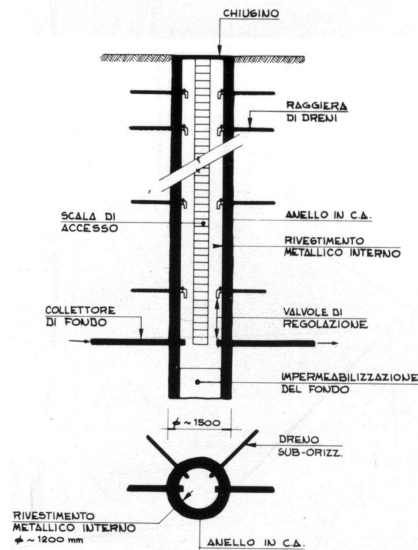 CHIUSINO
RAGGIERA
DI DRENI
SCALA DI
ACCESSO
ANELLO IN C.A.
RIVESTIMENTO
METALLICO INTERNO
COLLETTORE
DI FONDO
VALVOLE DI
REGOLAZIONE
IMPERMEABILIZZAZIONE
DEL FONDO
ϕ ~ 1500
DRENO
SUB-ORIZZ.
RIVESTIMENTO
METALLICO INTERNO
ϕ ~ 1200 mm
ANELLO IN C.A.